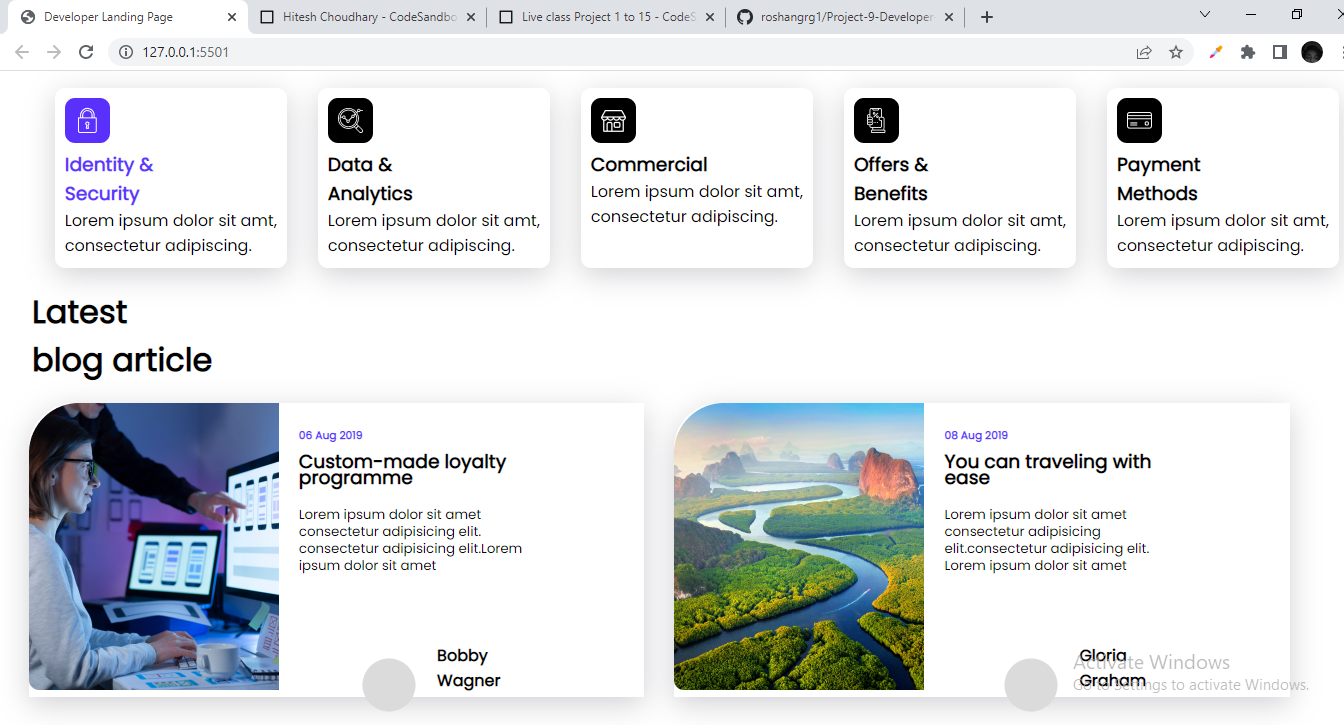 Developer Landing Page
Hitesh Choudhary - CodeSandbo
Live class Project 1 to 15 - CodeS
roshangrg1/Project-9-Developer-
127.0.0.1:5501
Identity &
Security
Lorem ipsum dolor sit amt,
consectetur adipiscing.
Data &
Analytics
Lorem ipsum dolor sit amt,
consectetur adipiscing.
Commercial
Lorem ipsum dolor sit amt,
consectetur adipiscing.
Offers &
Benefits
Lorem ipsum dolor sit amt,
consectetur adipiscing.
Payment
Methods
Lorem ipsum dolor sit amt,
consectetur adipiscing.
Latest
blog article
06 Aug 2019
Custom-made loyalty
programme
Lorem ipsum dolor sit amet
consectetur adipisicing elit.
consectetur adipisicing elit.Lorem
ipsum dolor sit amet
Bobby
Wagner
08 Aug 2019
You can traveling with
ease
Lorem ipsum dolor sit amet
consectetur adipisicing
elit.consectetur adipisicing elit.
Lorem ipsum dolor sit amet
Gloria
Graham
Activate Windows
Go to Settings to activate Windows.